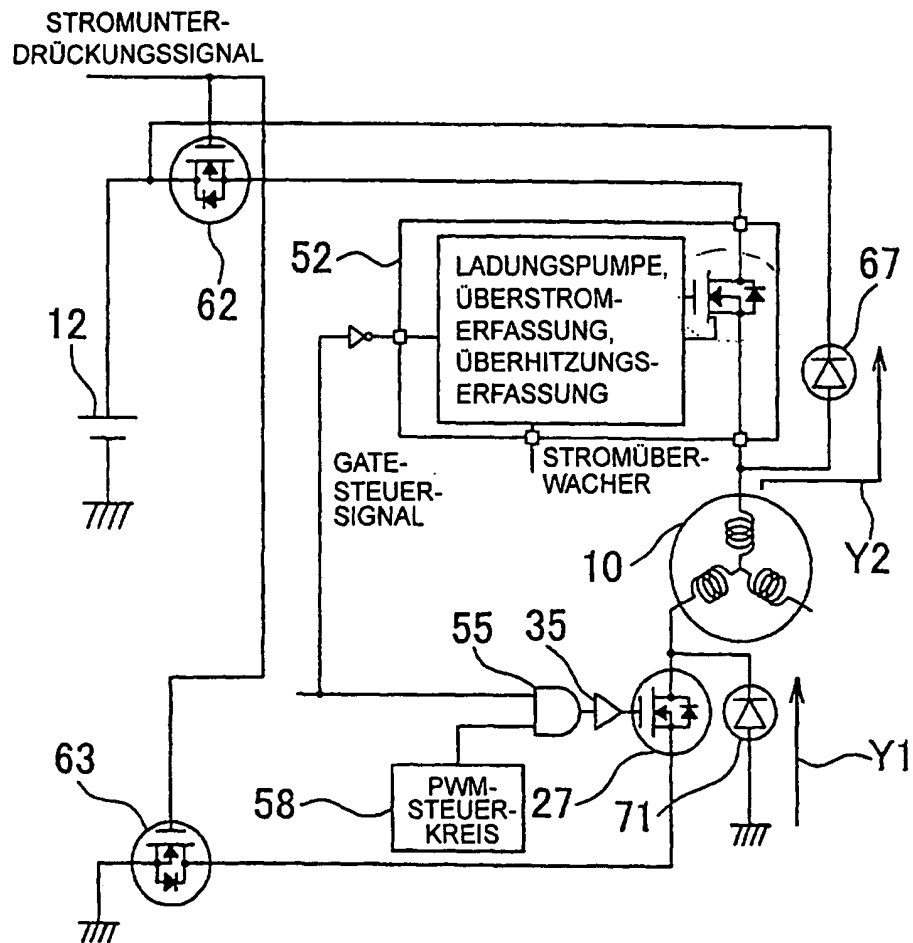 STROMUNTER-
DRÜCKUNGSSIGNAL
62
12
52
LADUNGSPUMPE,
ÜBERSTROM-
ERFASSUNG,
ÜBERHITZUNGS-
ERFASSUNG
67
GATE-
STEUER-
SIGNAL
STROMÜBER-
WACHER
10
Y2
55
35
63
58
PWM-
STEUER-
KREIS
27
71
Y1